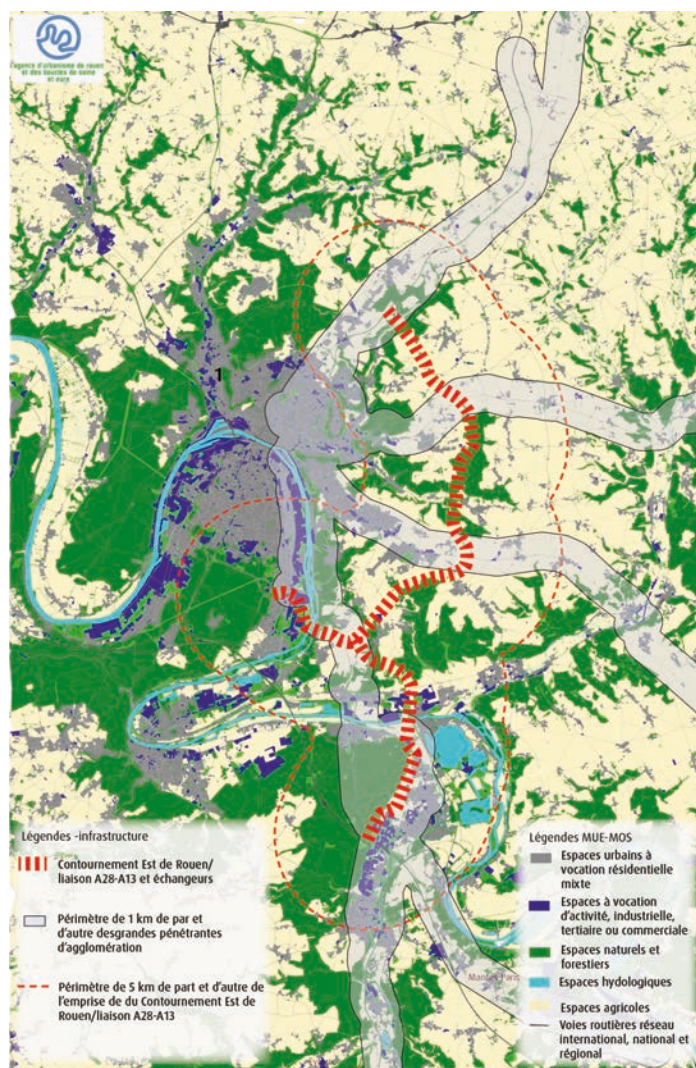 l'agence d'urbanisme de rouen
et des boucles de seine
et eure
1
Légendes -infrastructure
Contournement Est de Rouen/
liaison A28-A13 et échangeurs
Périmètre de 1 km de par et
d'autre desgrandes pénétrantes
d'agglomération
Périmètre de 5 km de part et d'autre de
l'emprise de du Contournement Est de
Rouen/liaison A28-A13
Légendes MUE-MOS
Espaces urbains à
vocation résidentielle
mixte
Espaces à vocation
d'activité, industrielle,
tertiaire ou commerciale
Espaces naturels et
forestiers
Espaces hydologiques
Espaces agricoles
Voies routières réseau
international, national et
régional